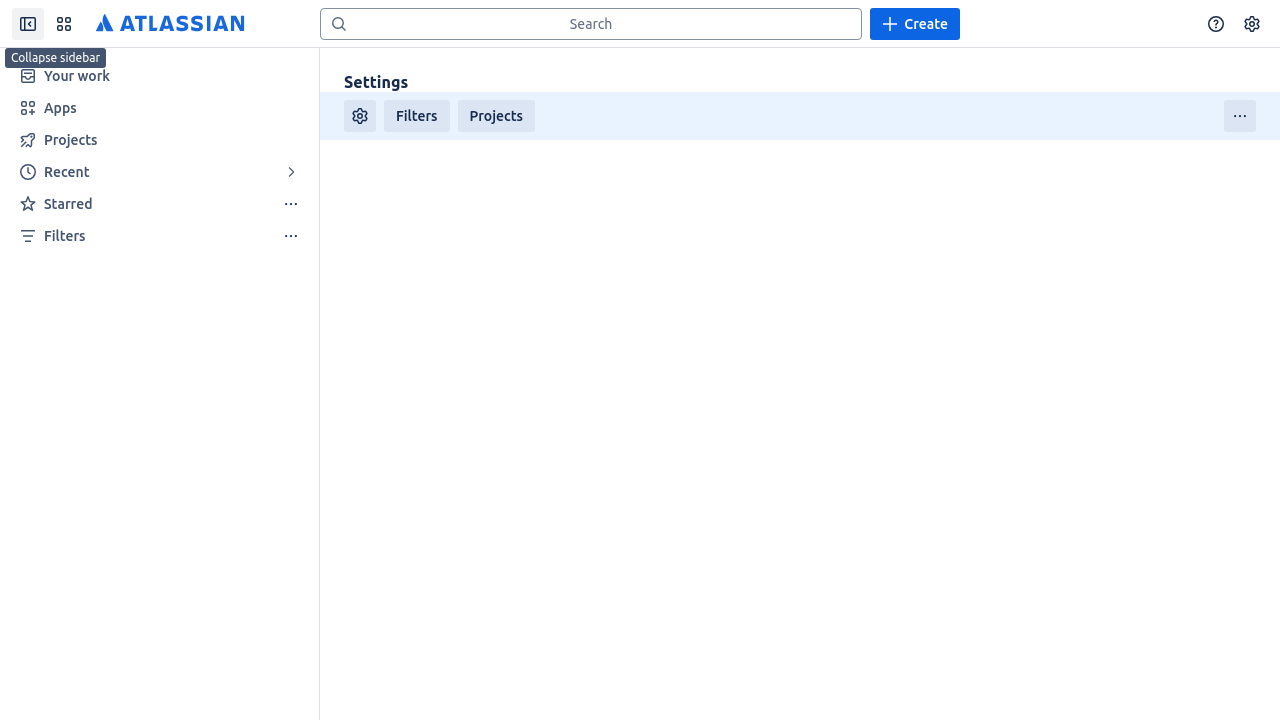 ATLASSIAN
Search
Create
Collapse sidebar
Your work
Apps
Projects
Recent
Starred
Filters
Settings
Filters
Projects